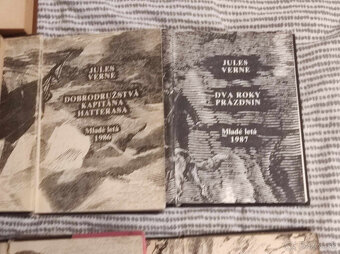 JULES
VERNE
DOBRODRUŽSTVÁ
KAPITÁNA
HATTERASA
Mladé letá
1986
JULES
VERNE
DVA ROKY
PRÁZDNIN
Mladé letá
1987